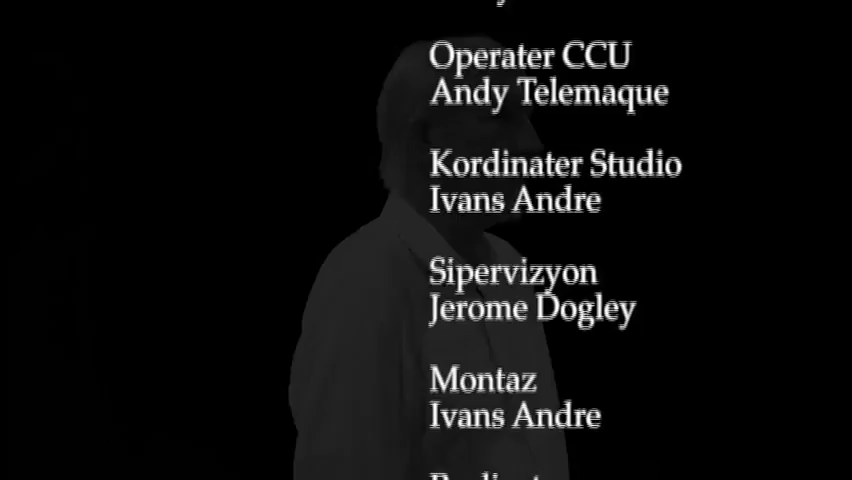 Operater CCU
Andy Telemaque
Kordinater Studio
Ivans Andre
Sipervizyon
Jerome Dogley
Montaz
Ivans Andre